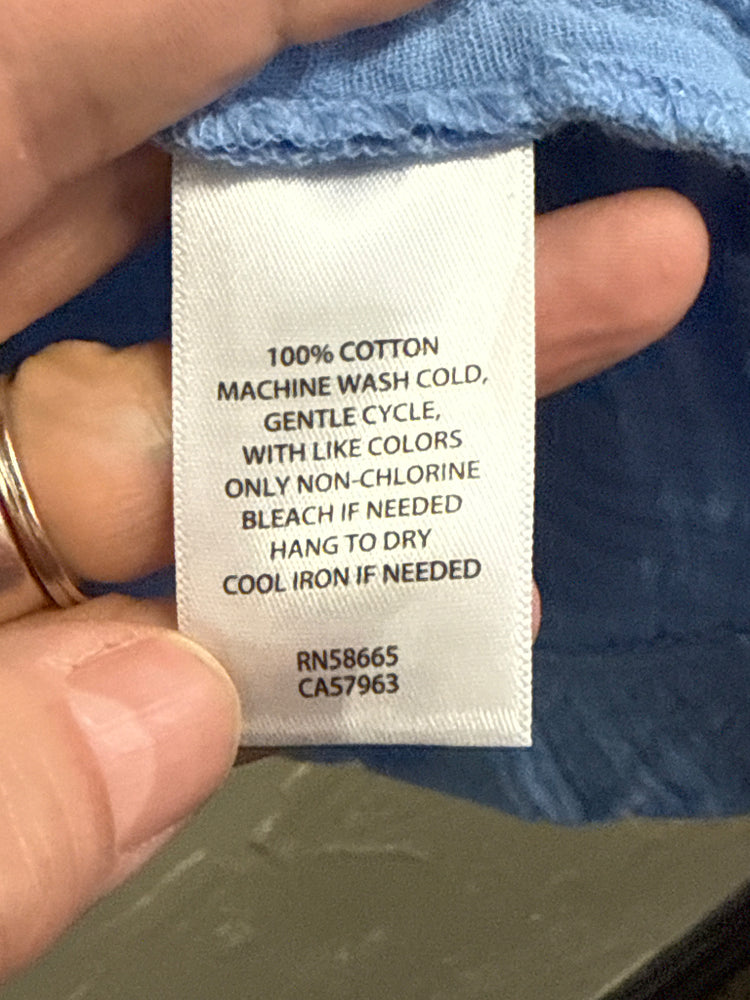 100% COTTON
MACHINE WASH COLD,
GENTLE CYCLE,
WITH LIKE COLORS
ONLY NON-CHLORINE
BLEACH IF NEEDED
HANG TO DRY
COOL IRON IF NEEDED
RN58665
CA57963